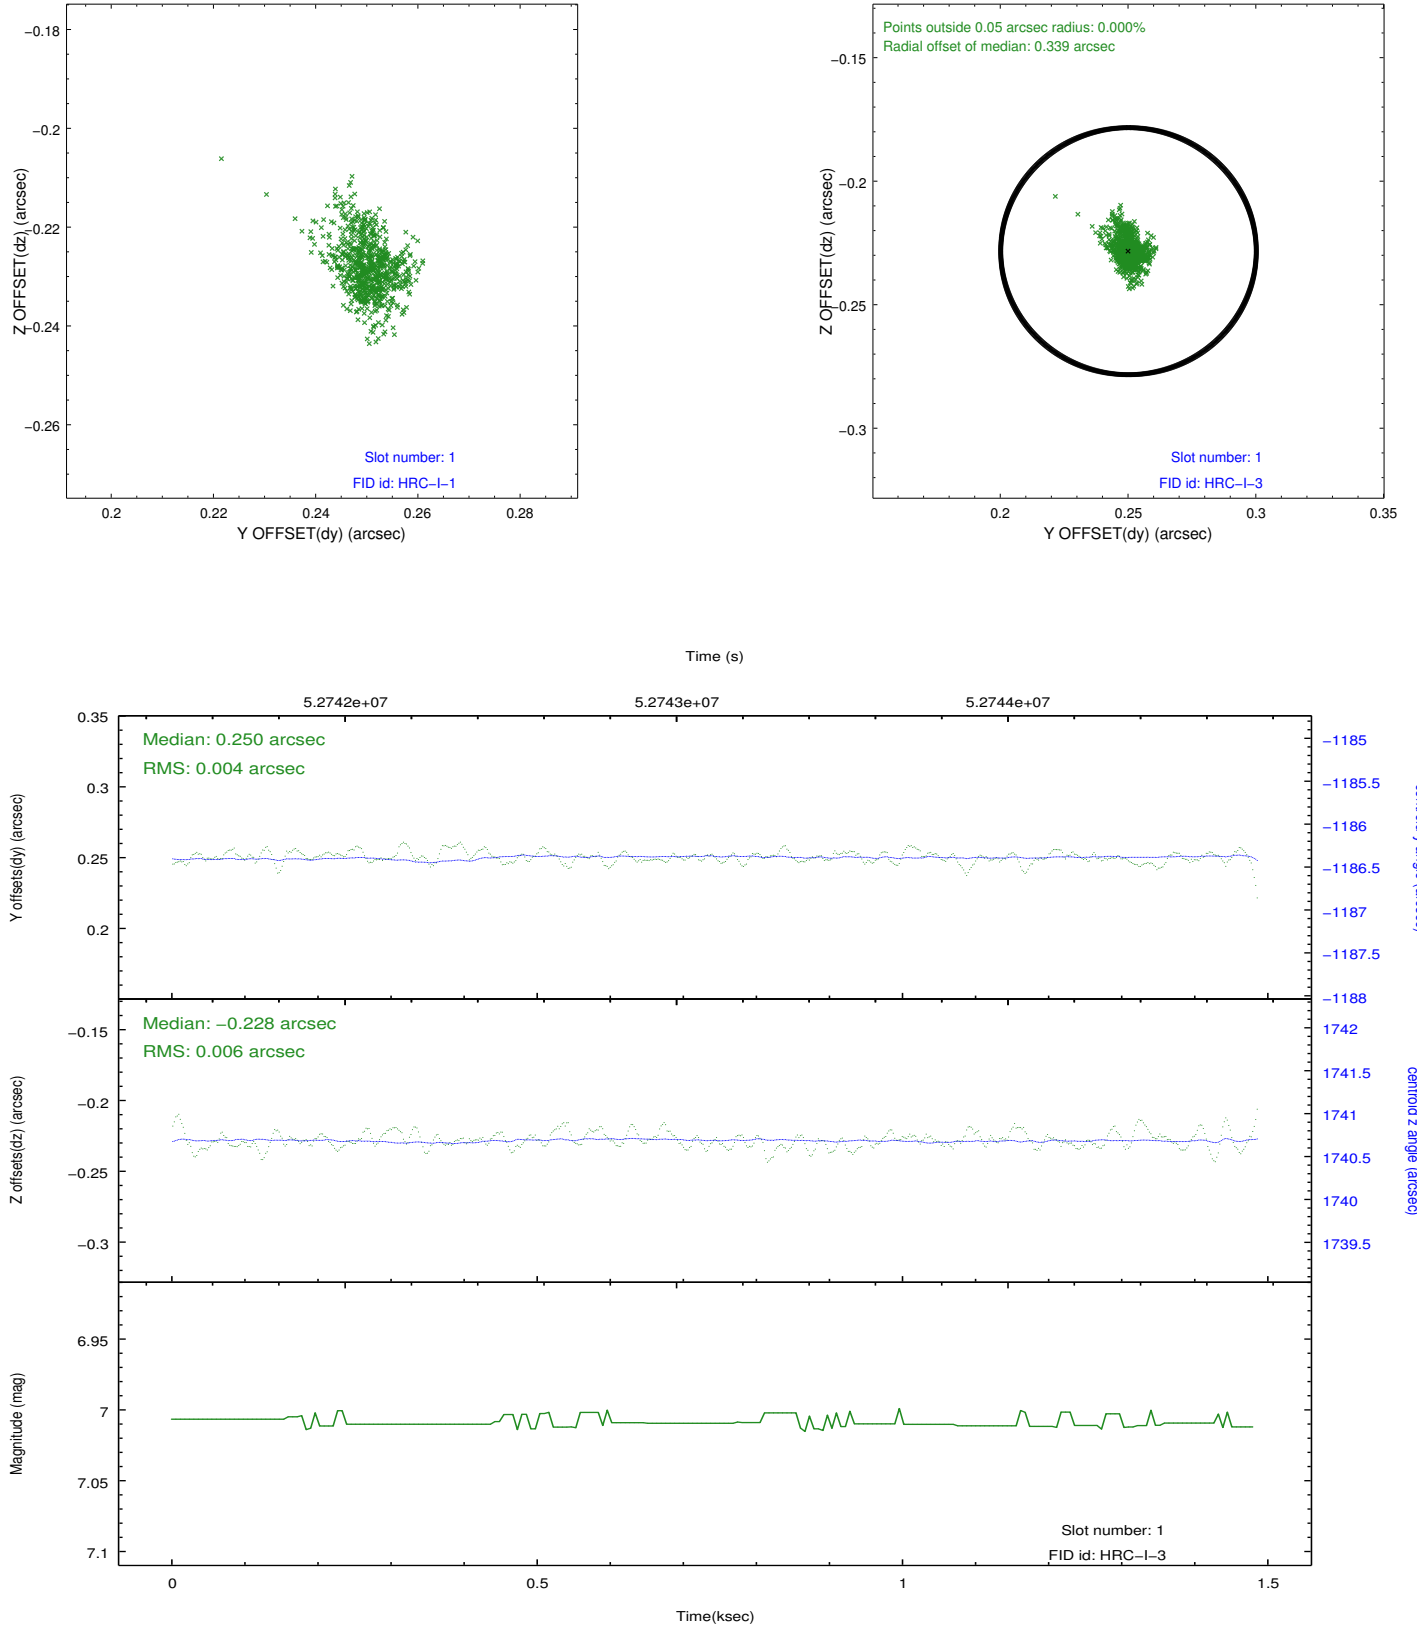 −0.18
−0.2
−0.22
−0.24
−0.26
Z OFFSET(dz) (arcsec)
Slot number: 1
FID id: HRC−I−1
0.2 0.22 0.24 0.26 0.28
Y OFFSET(dy) (arcsec)
Points outside 0.05 arcsec radius: 0.000%
Radial offset of median: 0.339 arcsec
−0.15
−0.2
−0.25
−0.3
Z OFFSET(dz) (arcsec)
Slot number: 1
FID id: HRC−I−3
0.2 0.25 0.3 0.35
Y OFFSET(dy) (arcsec)
Time (s)
5.2742e+07 5.2743e+07 5.2744e+07
Median: 0.250 arcsec
RMS: 0.004 arcsec
0.35
0.3
0.25
0.2
Y offsets(dy) (arcsec)
−1185
−1185.5
−1186
−1186.5
−1187
−1187.5
−1188
Median: −0.228 arcsec
RMS: 0.006 arcsec
−0.15
−0.2
−0.25
−0.3
Z offsets(dz) (arcsec)
1742
1741.5
1741
1740.5
1740
1739.5
centroid z angle (arcsec)
6.95
7
7.05
7.1
Magnitude (mag)
Slot number: 1
FID id: HRC−I−3
0 0.5 1 1.5
Time(ksec)